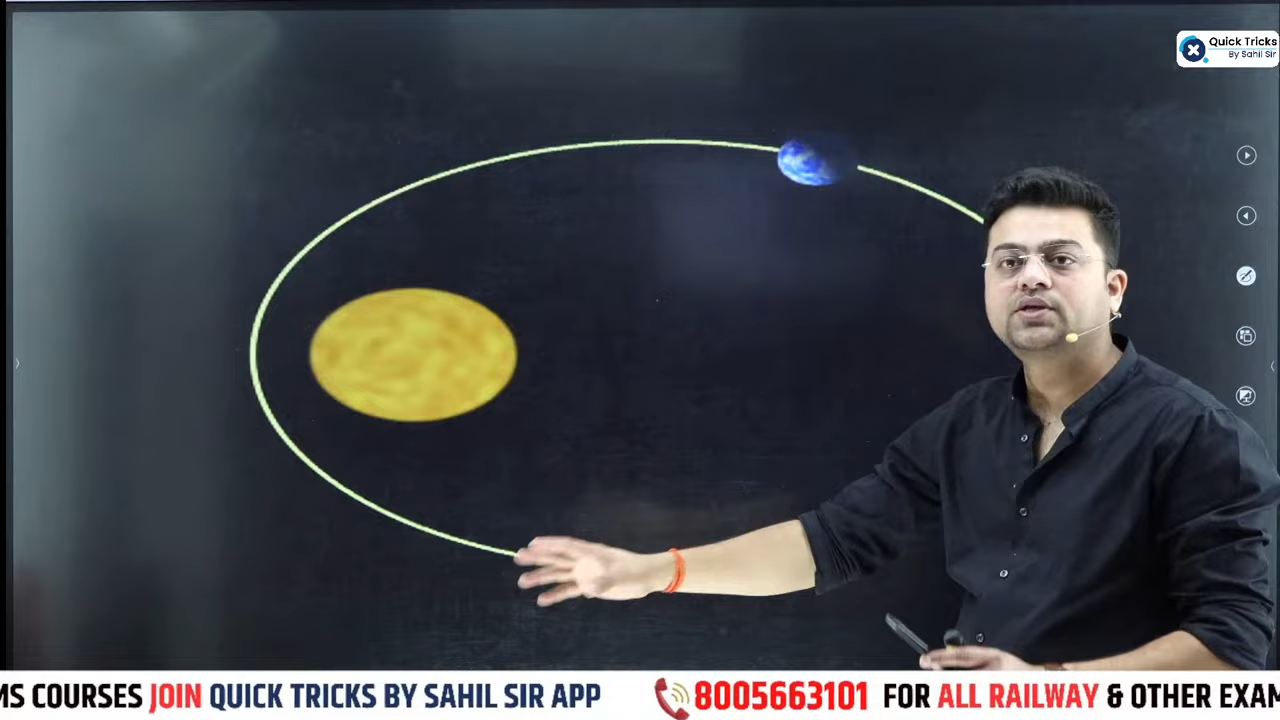 Quick Tricks
By Sahil Sir
MS COURSES JOIN QUICK TRICKS BY SAHIL SIR APP 8005663101 FOR ALL RAILWAY & OTHER EXAM